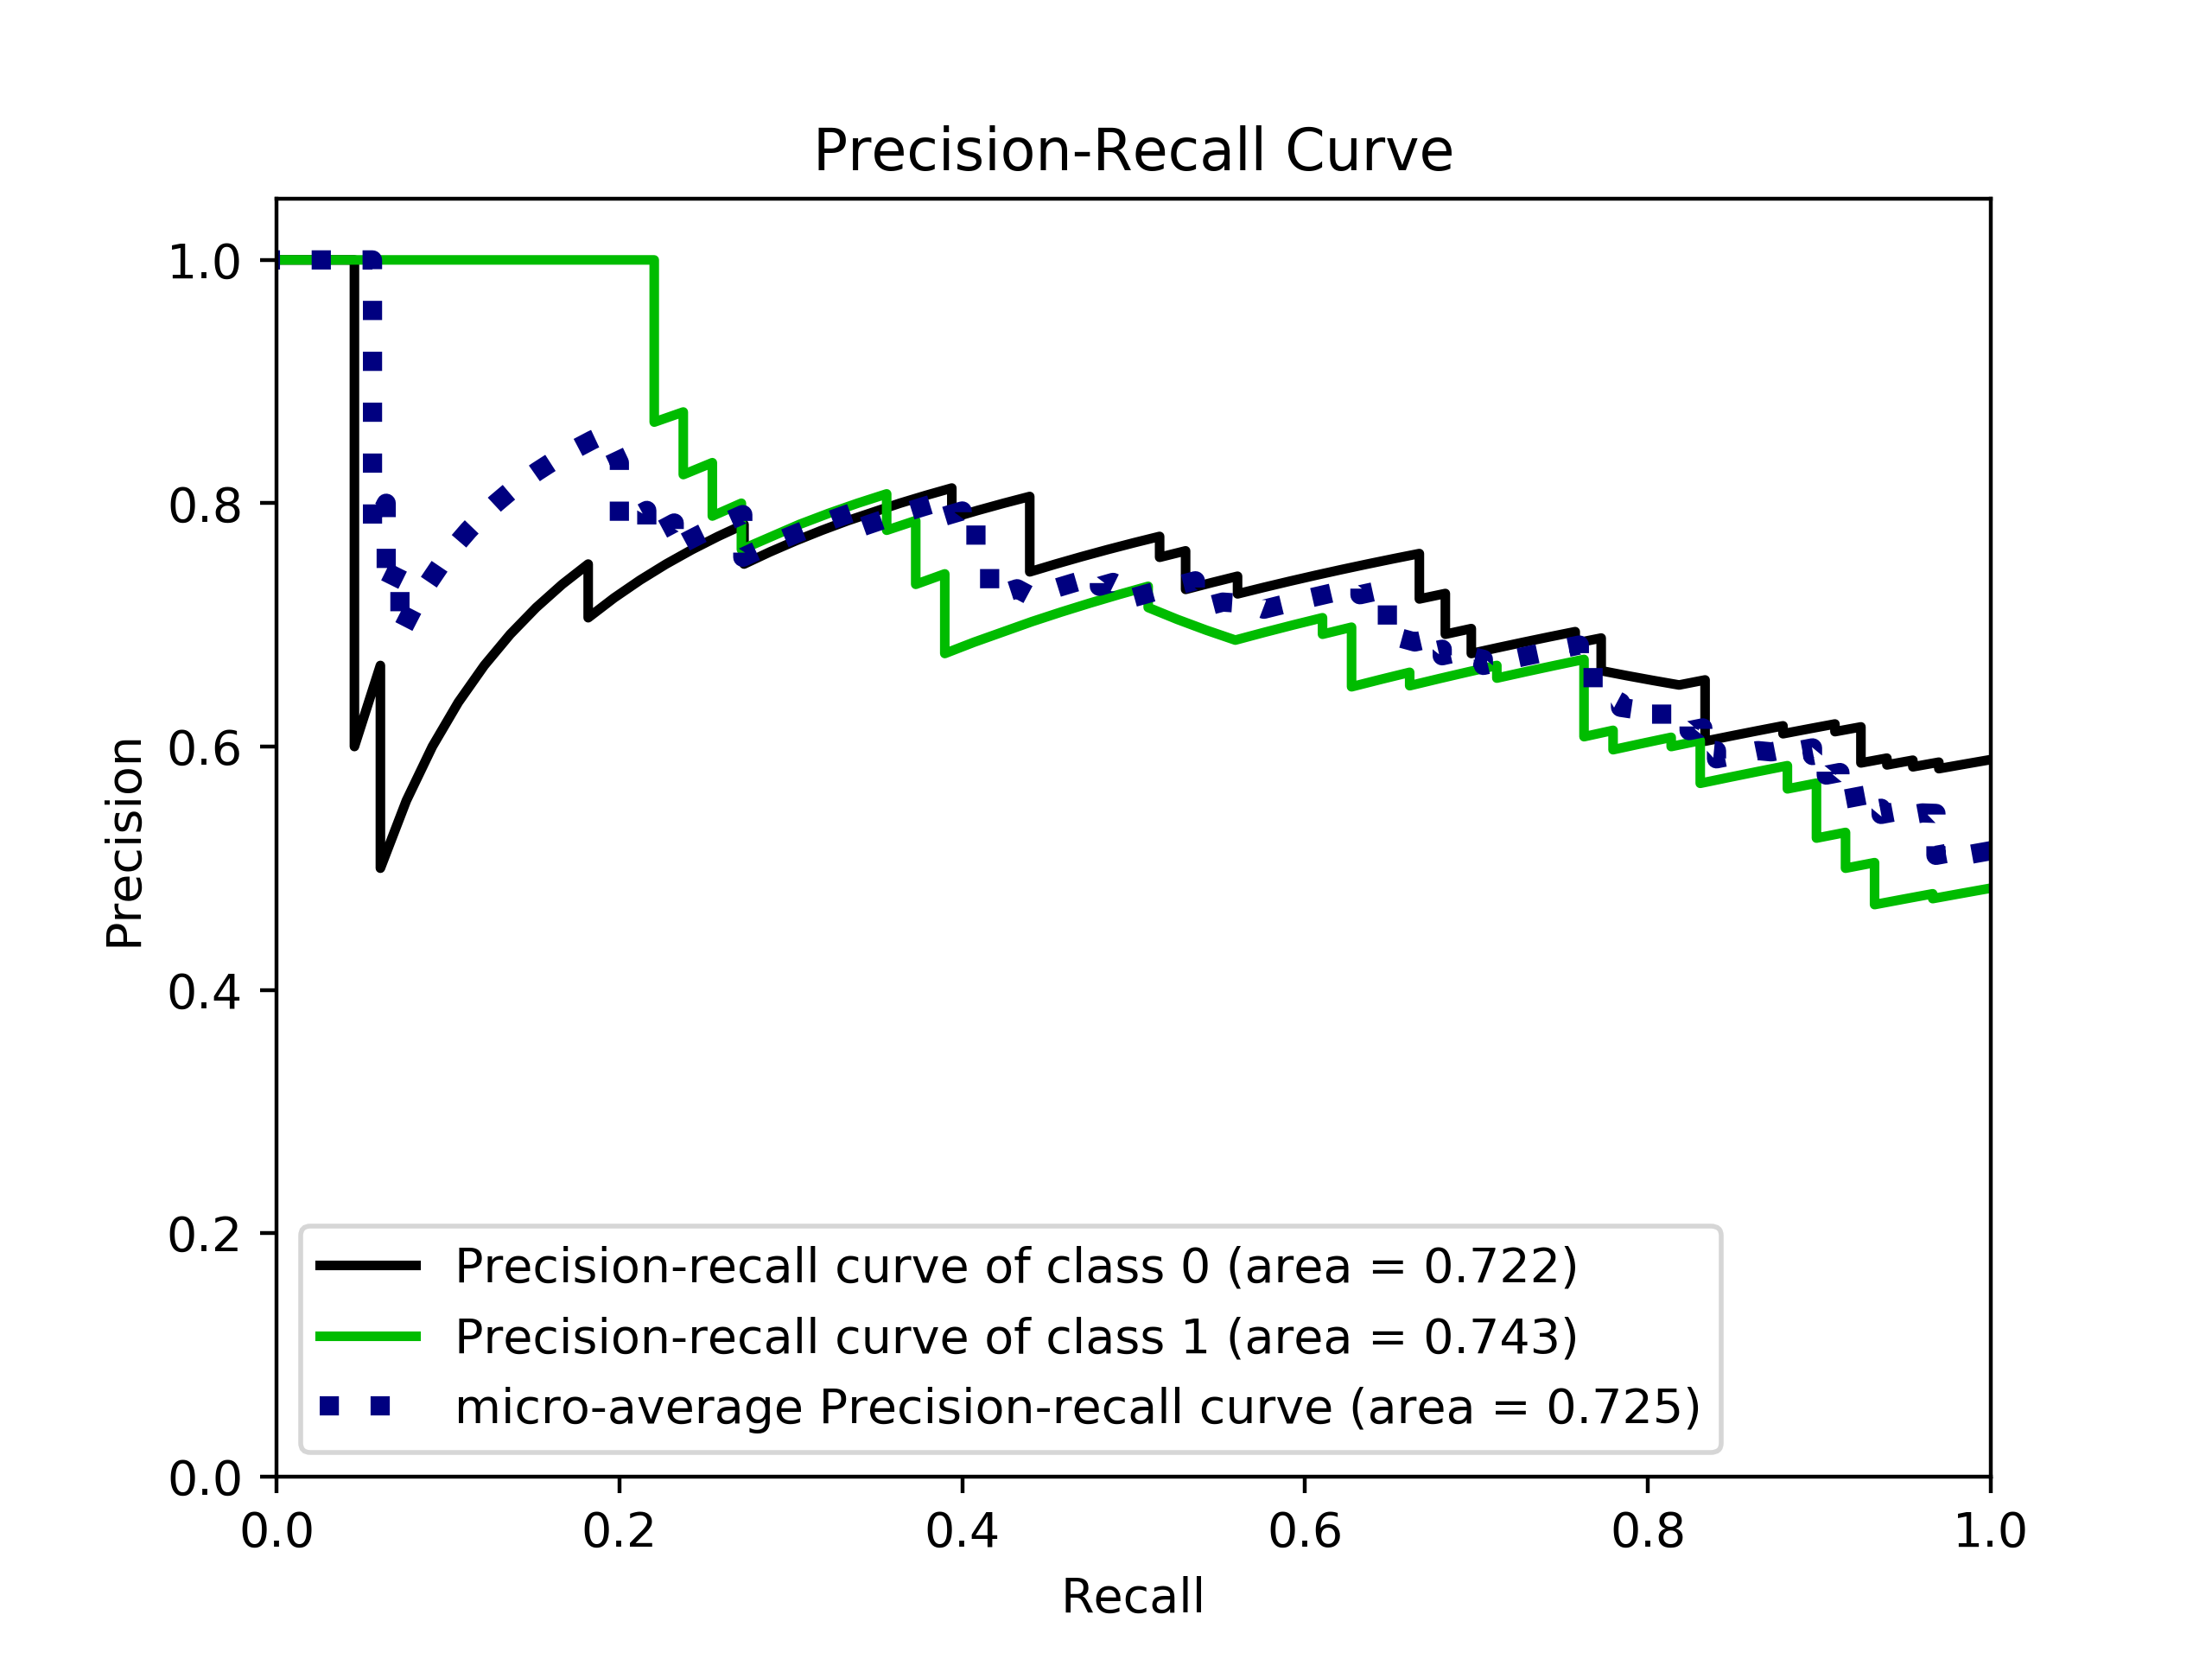 Precision-Recall Curve
1.0
0.8
0.6
0.4
0.2
0.0
Precision
Precision-recall curve of class 0 (area = 0.722)
Precision-recall curve of class 1 (area = 0.743)
micro-average Precision-recall curve (area = 0.725)
0.0 0.2 0.4 0.6 0.8 1.0
Recall